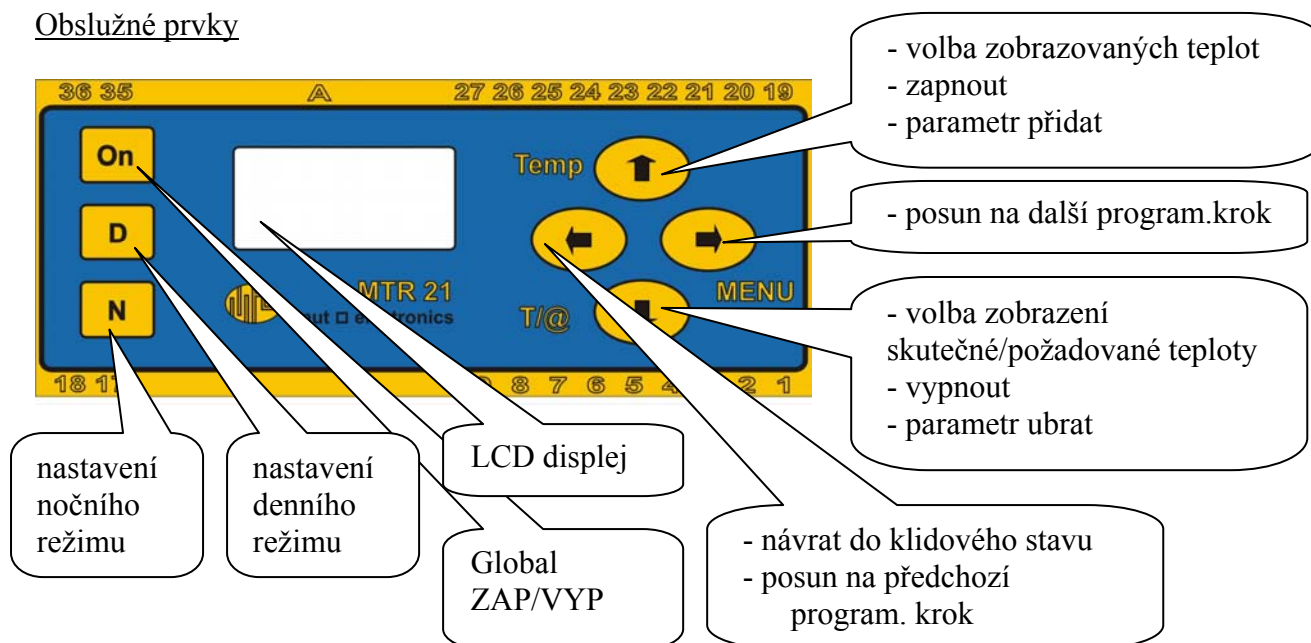 Obslužné prvky
- volba zobrazovaných teplot
- zapnout
- parametr přidat
36 35 A 27 26 25 24 23 22 21 20 19
On
Temp
D
- posun na další program.krok
N
MTR 21
MENU
T/@
- volba zobrazení
skutečné/požadované teploty
- vypnout
- parametr ubrat
18 8 7 6 5 2 1
nastavení
nočního
režimu
nastavení
denního
režimu
LCD displej
Global
ZAP/VYP
- návrat do klidového stavu
- posun na předchozí
program. krok